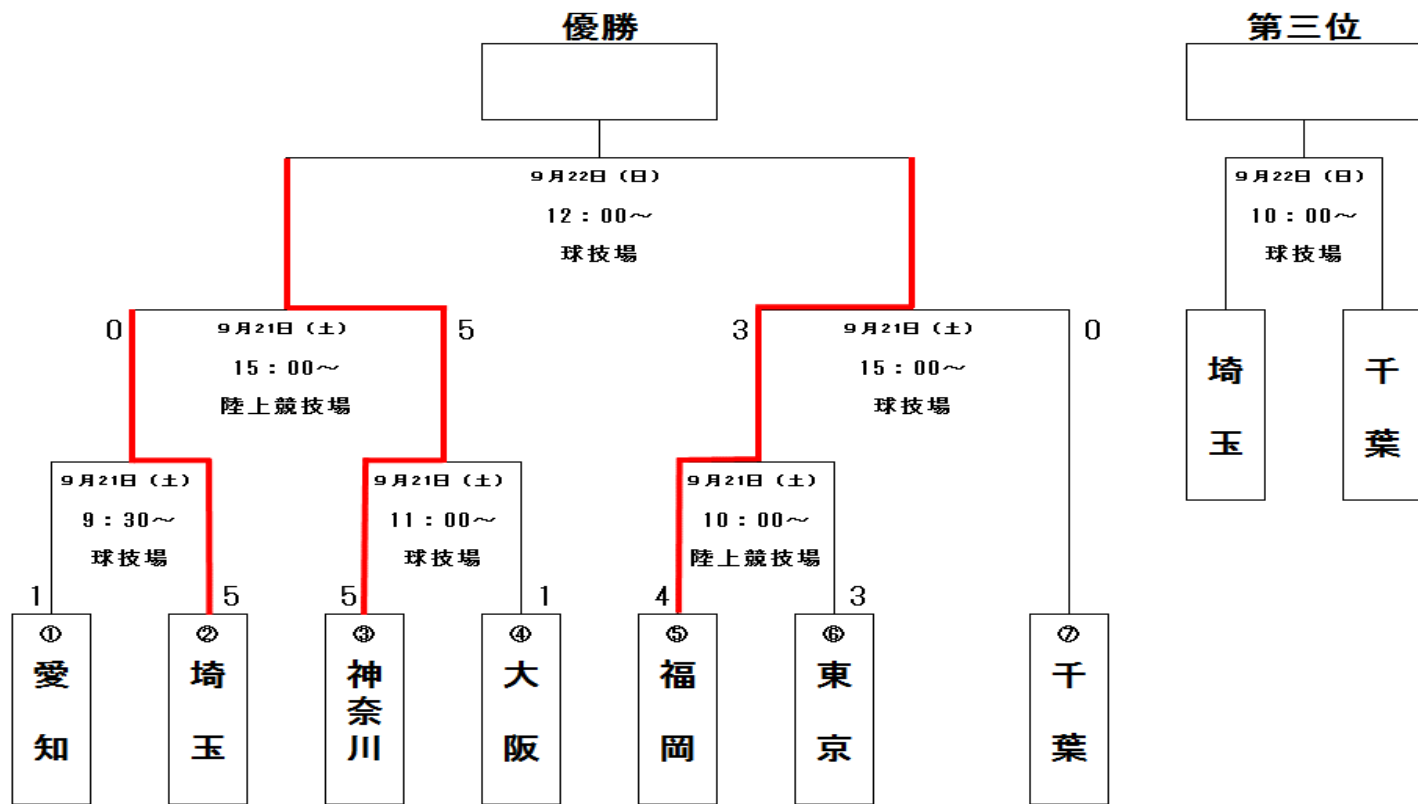 優勝
第三位
9月22日（日）
12：00～
球技場
9月22日（日）
10：00～
球技場
0
9月21日（土）
15：00～
陸上競技場
5
3
9月21日（土）
15：00～
球技場
0
埼玉
千葉
9月21日（土）
9：30～
球技場
9月21日（土）
11：00～
球技場
9月21日（土）
10：00～
陸上競技場
1
5
5
1
4
3
①
愛知
②
埼玉
③
神奈川
④
大阪
⑤
福岡
⑥
東京
⑦
千葉